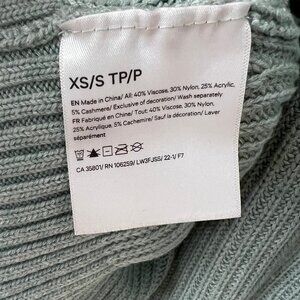 XS/S TP/P
EN Made in China/ All: 40% Viscose, 30% Nylon, 25% Acrylic,
5% Cashmere/ Exclusive of decoration/ Wash separately
FR Fabriqué en Chine/ Tout: 40% Viscose, 30% Nylon,
25% Acrylique, 5% Cachemire/ Sauf la décoration/ Laver
séparément
CA 35801/ RN 106259/ LW3FJSS/ 22-1/ F7